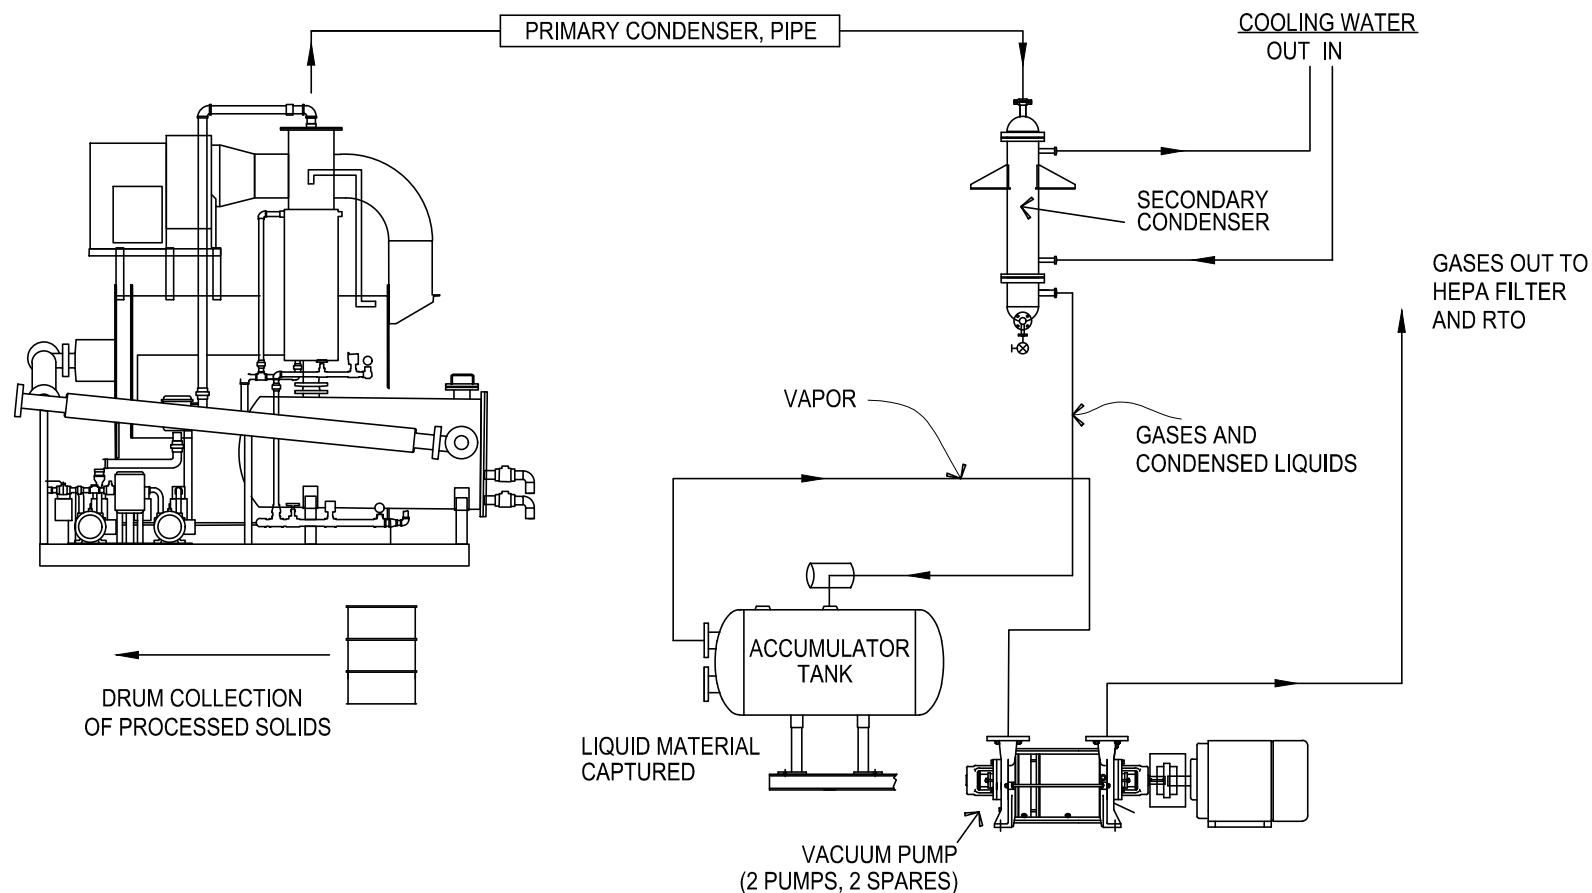 PRIMARY CONDENSER, PIPE
COOLING WATER
OUT IN
SECONDARY
CONDENSER
GASES OUT TO
HEPA FILTER
AND RTO
VAPOR
GASES AND
CONDENSED LIQUIDS
ACCUMULATOR
TANK
DRUM COLLECTION
OF PROCESSED SOLIDS
LIQUID MATERIAL
CAPTURED
VACUUM PUMP
(2 PUMPS, 2 SPARES)